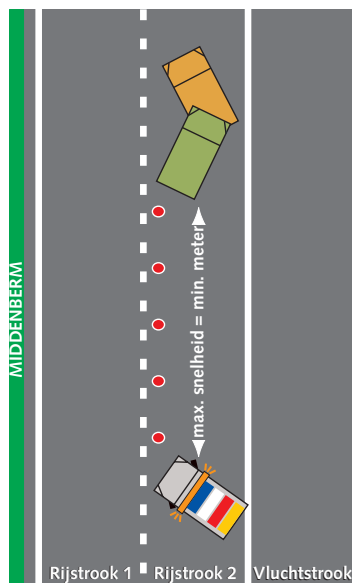 MIDDENBERM
max. snelheid = min. meter
Rijstrook 1
Rijstrook 2
Vluchtstrook